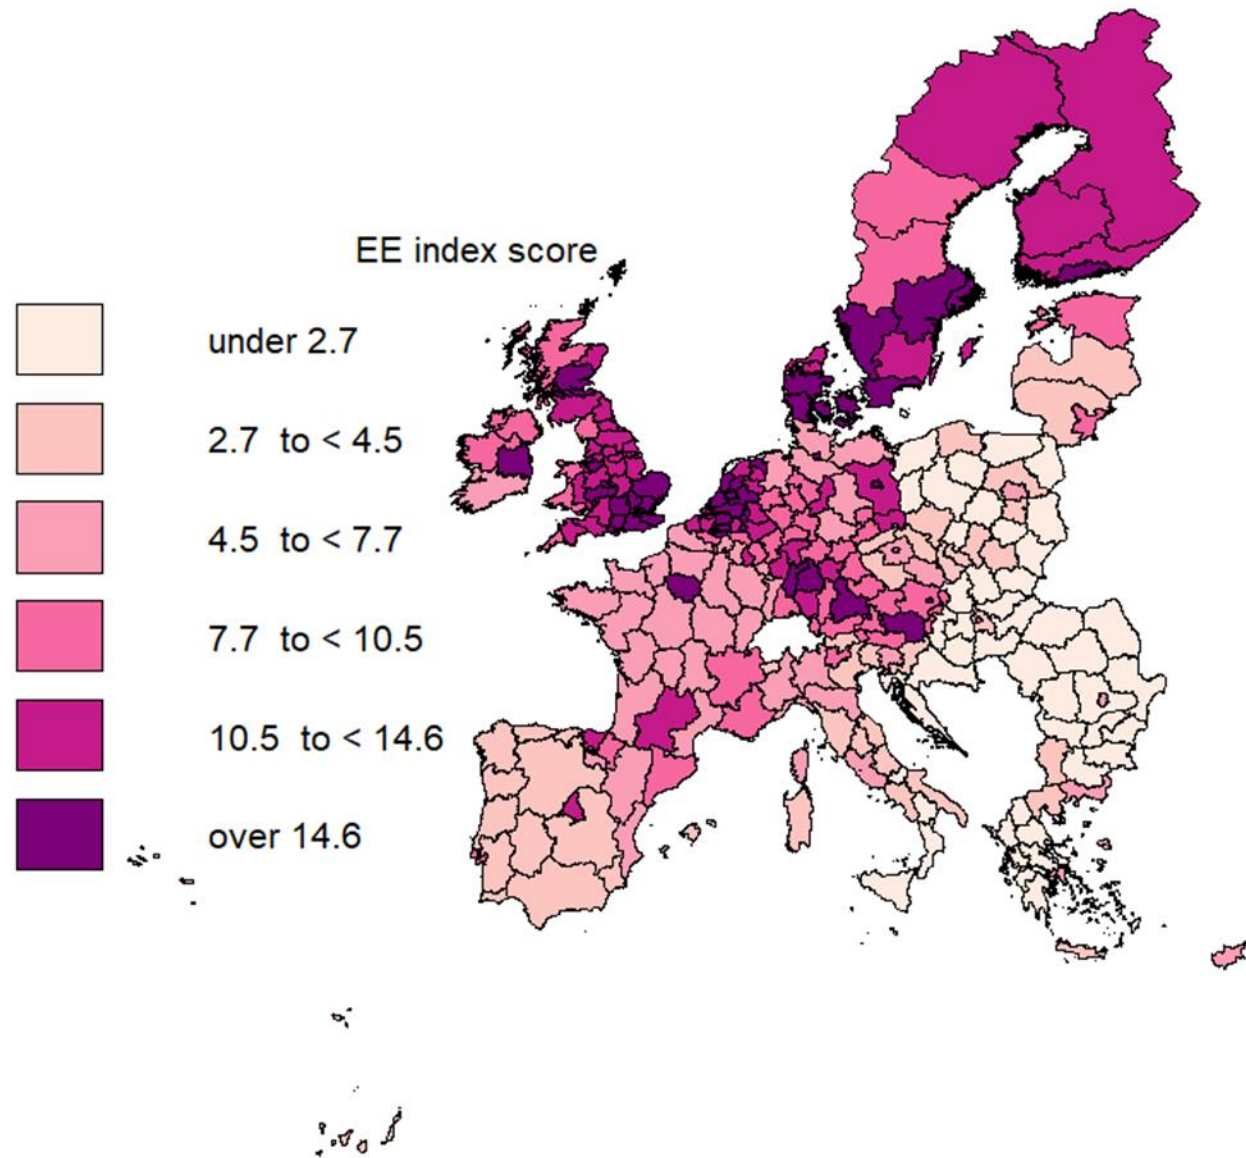 EE index score
under 2.7
2.7 to < 4.5
4.5 to < 7.7
7.7 to < 10.5
10.5 to < 14.6
over 14.6